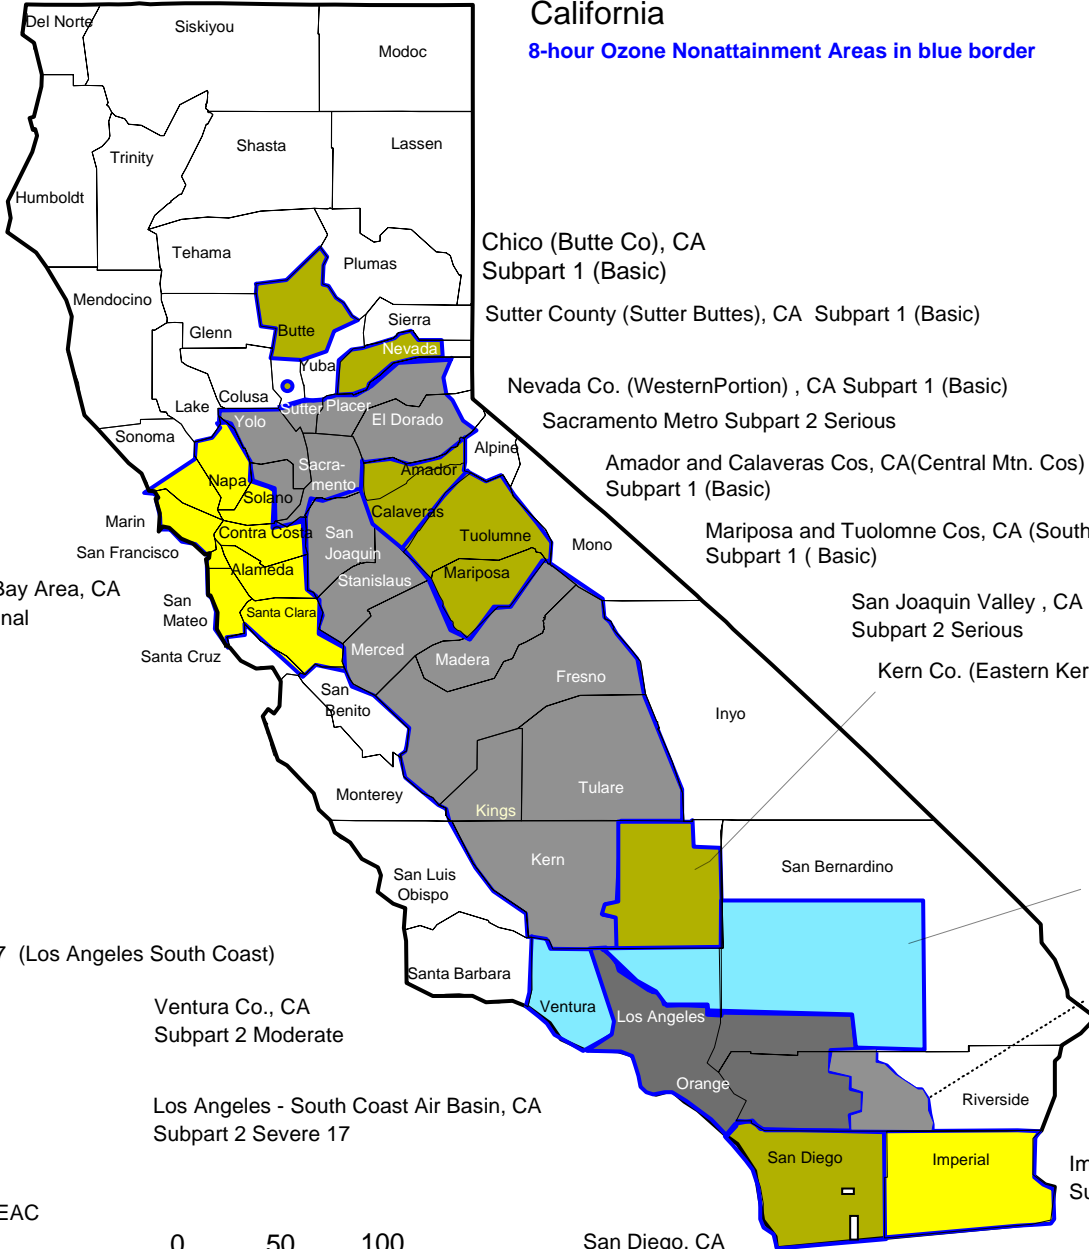 California
8-hour Ozone Nonattainment Areas in blue border
Del Norte
Siskiyou
Modoc
Trinity
Shasta
Lassen
Humboldt
Tehama
Plumas
Chico (Butte Co), CA
Subpart 1 (Basic)
Mendocino
Glenn
Butte
Sierra
Sutter County (Sutter Buttes), CA  Subpart 1 (Basic)
Nevada
Yuba
Nevada Co. (WesternPortion) , CA Subpart 1 (Basic)
Lake
Colusa
Sutter
Placer
Yolo
El Dorado
Sacramento Metro Subpart 2 Serious
Sonoma
Alpine
Napa
Solano
Sacra-
mento
Amador
Amador and Calaveras Cos, CA(Central Mtn. Cos)
Subpart 1 (Basic)
Calaveras
Marin
Contra Costa
San
Joaquin
Tuolumne
Mono
Mariposa and Tuolomne Cos, CA (South
Subpart 1 ( Basic)
San Francisco
Alameda
Stanislaus
Mariposa
Bay Area, CA
nal
San
Mateo
Santa Clara
San Joaquin Valley , CA
Subpart 2 Serious
Santa Cruz
Merced
Madera
Fresno
Kern Co. (Eastern Ker
San
Benito
Inyo
Monterey
Kings
Tulare
Kern
San Luis
Obispo
San Bernardino
7  (Los Angeles South Coast)
Santa Barbara
Ventura
Los Angeles
Ventura Co., CA
Subpart 2 Moderate
Orange
Riverside
Los Angeles - South Coast Air Basin, CA
Subpart 2 Severe 17
San Diego
Imperial
Im
Su
EAC
0
50
100
San Diego, CA